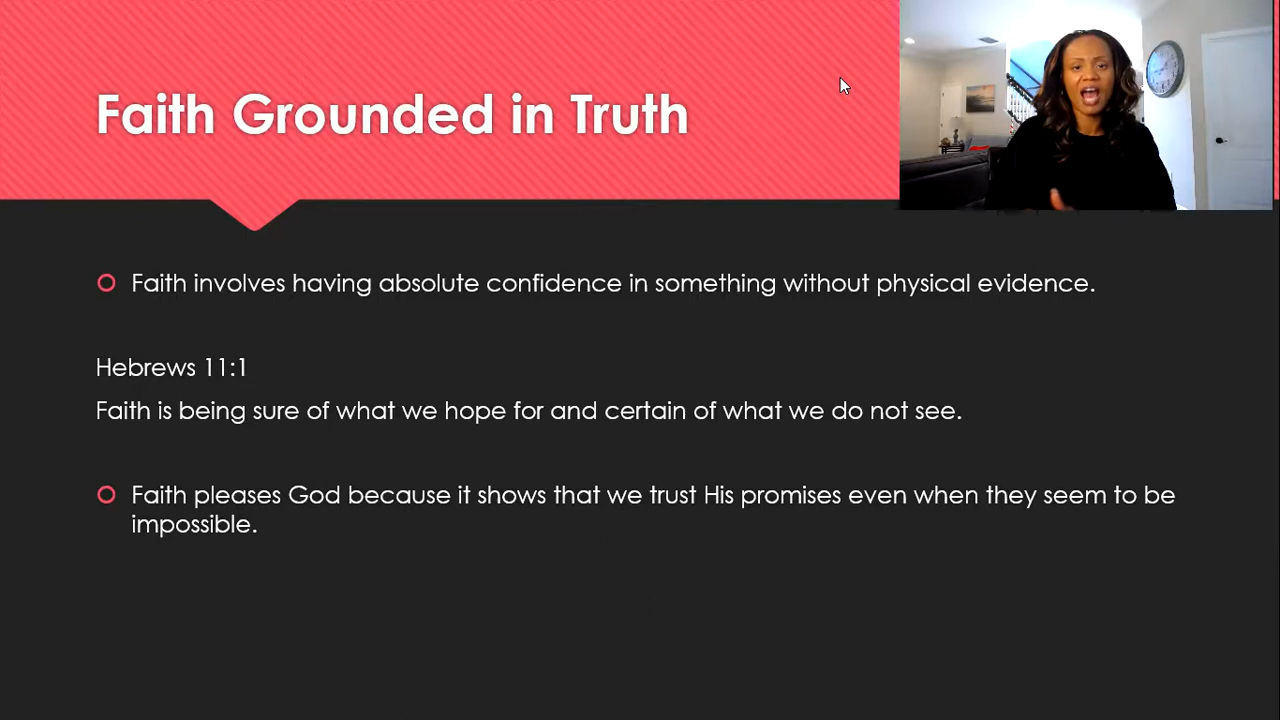 Faith Grounded in Truth
Faith involves having absolute confidence in something without physical evidence.
Hebrews 11:1
Faith is being sure of what we hope for and certain of what we do not see.
Faith pleases God because it shows that we trust His promises even when they seem to be
impossible.